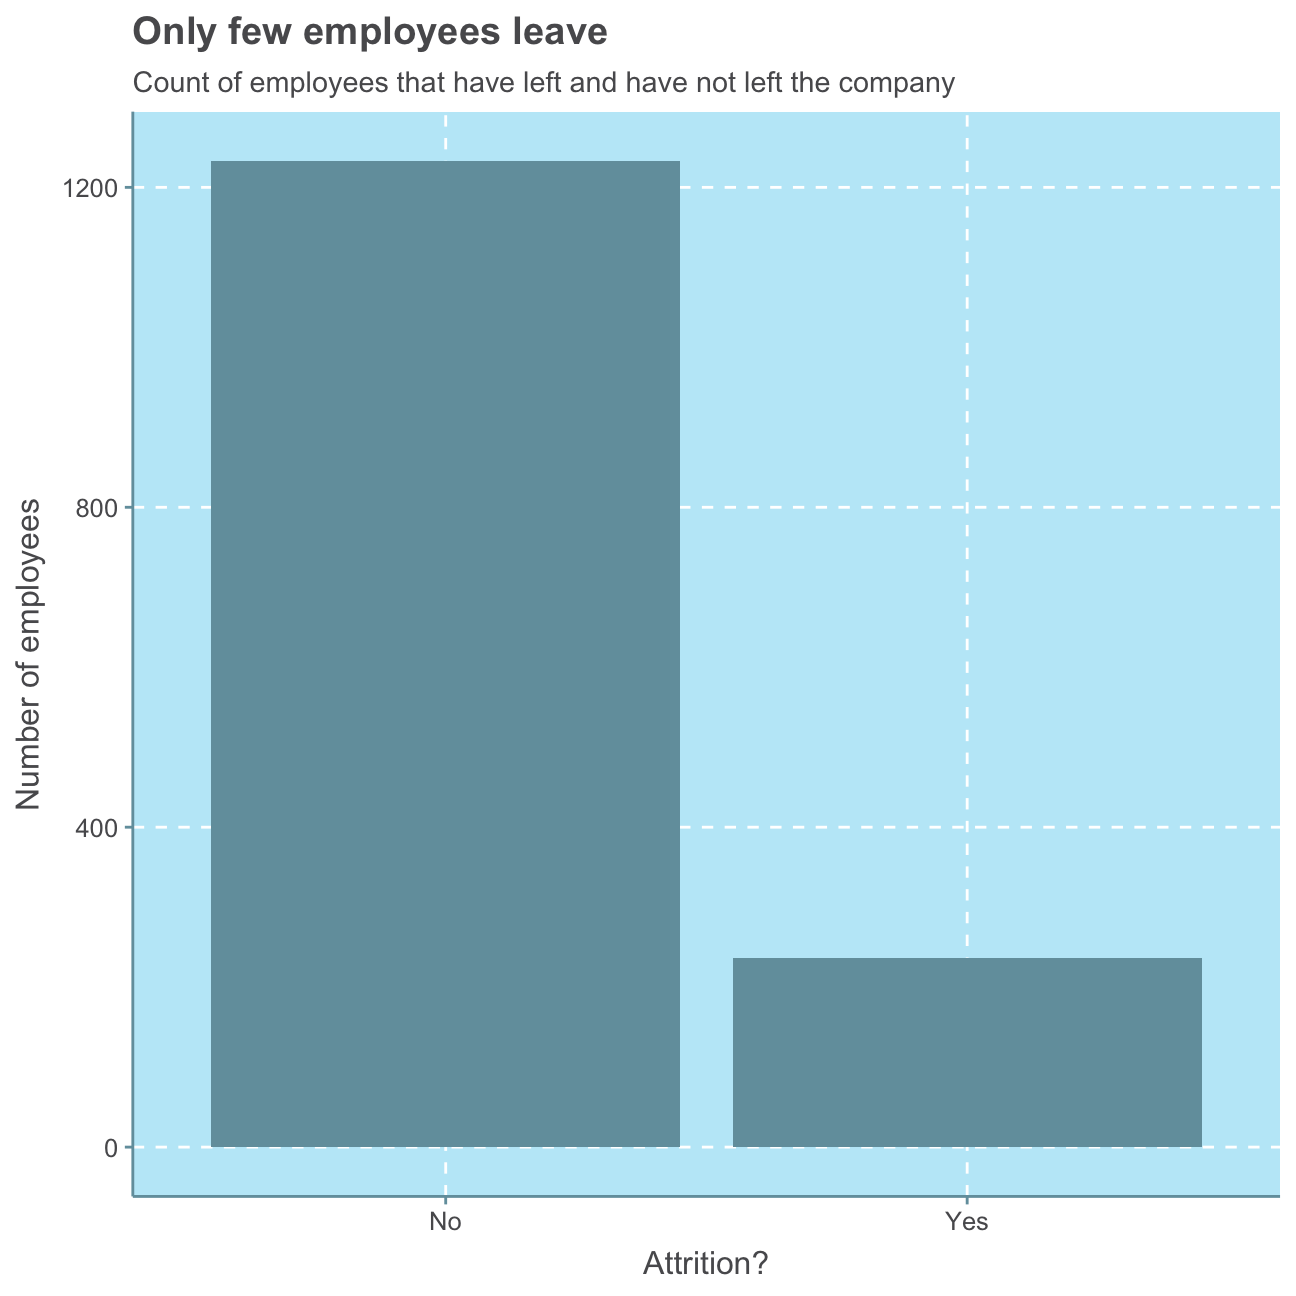 Only few employees leave
Count of employees that have left and have not left the company
Number of employees
1200
800
400
0
No
Yes
Attrition?